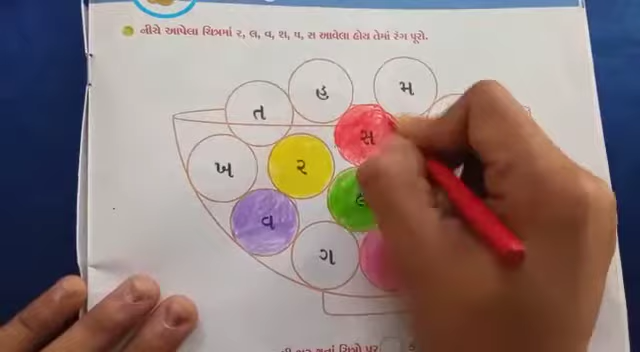 નીચે આપેલા ચિત્રમાં ર, લ, વ, શ, ષ, સ આવેલા હોય તેમાં રંગ પૂરો.
હ મ
ત
સ
ખ ર
લ
વ
ગ